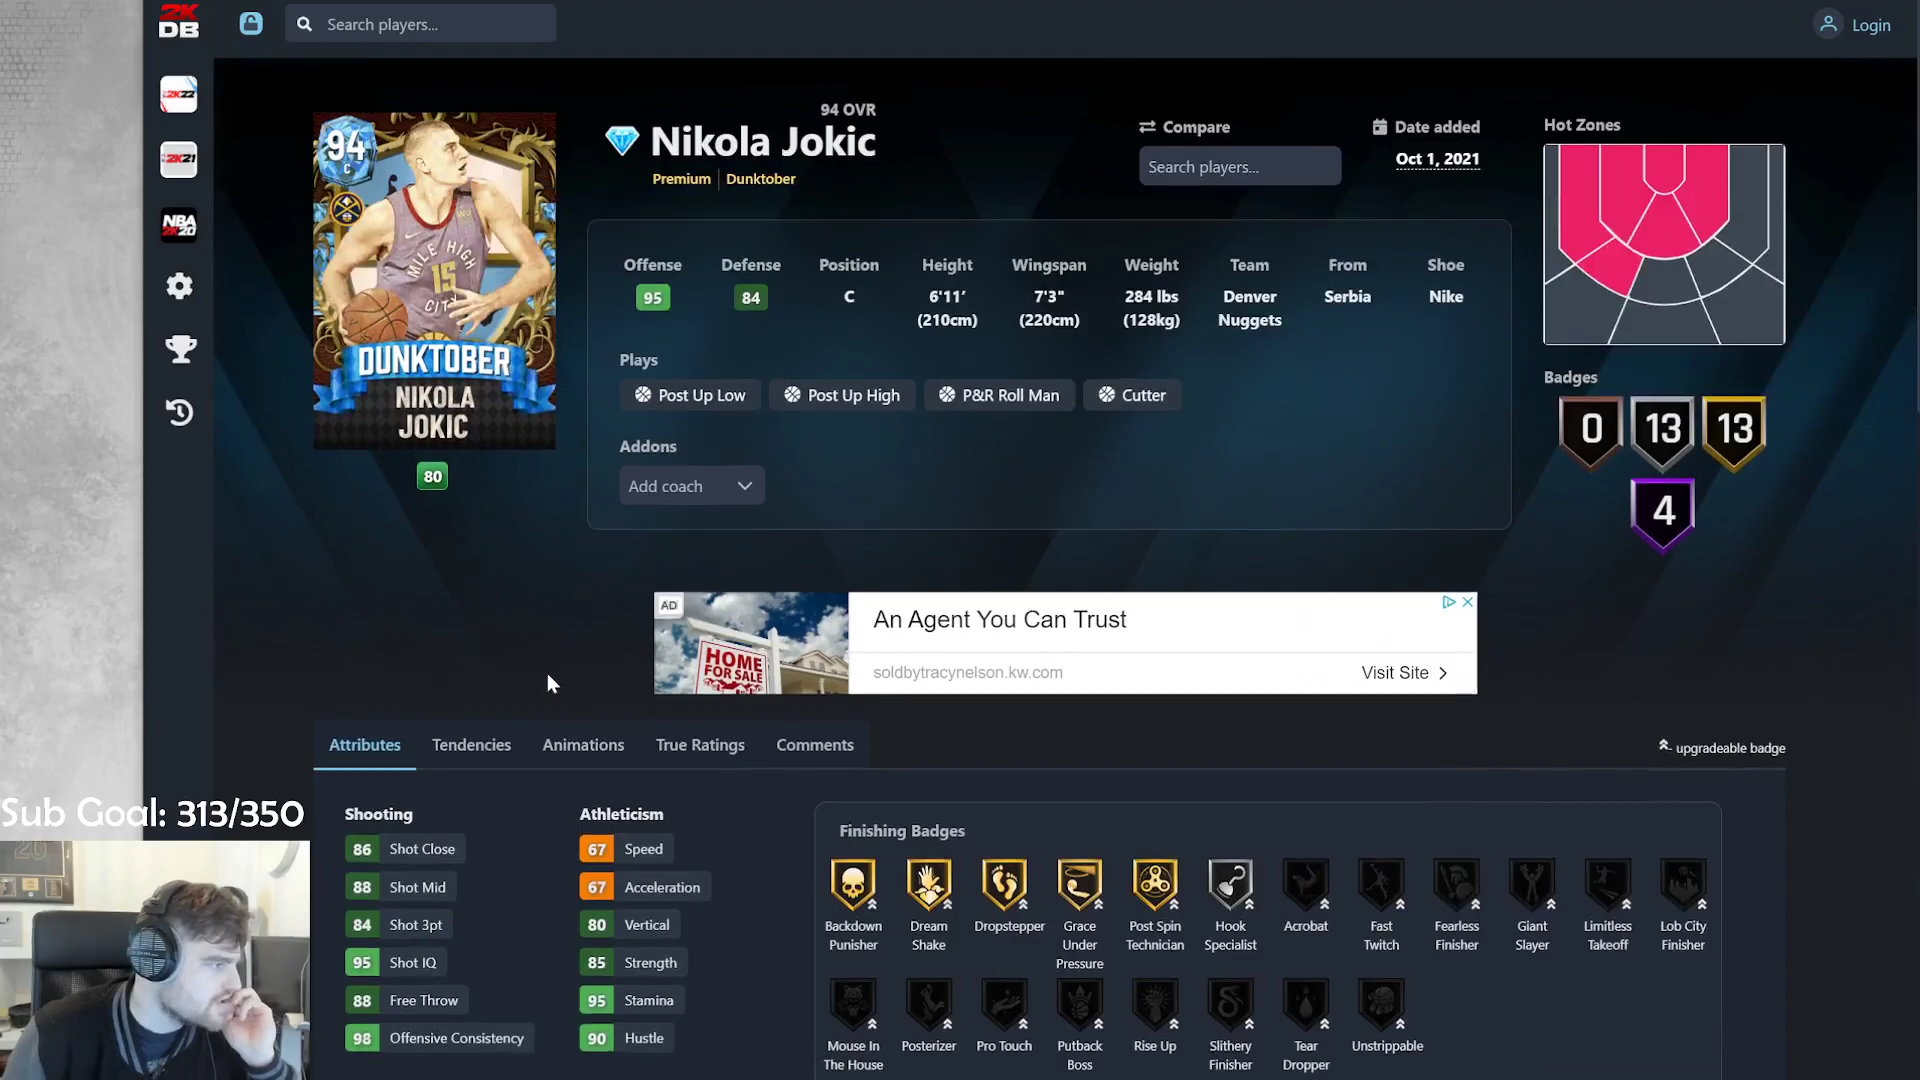 2K
DB
Search players...
Login
2K22
2K21
NBA
2K20
94
C
MILE HIGH
15
CITY
DUNKTOBER
NIKOLA
JOKIC
80
94 OVR
Nikola Jokic
Premium
Dunktober
Compare
Search players...
Date added
Oct 1, 2021
Hot Zones
Offense
Defense
Position
Height
Wingspan
Weight
Team
From
Shoe
95
84
C
6'11'
7'3"
284 lbs
Denver
Serbia
Nike
(210cm)
(220cm)
(128kg)
Nuggets
Plays
Post Up Low
Post Up High
P&R Roll Man
Cutter
Addons
Add coach
Badges
0
13
13
4
AD
HOME
FOR SALE
An Agent You Can Trust
soldbytracynelson.kw.com
Visit Site
Attributes
Tendencies
Animations
True Ratings
Comments
- upgradeable badge
Sub Goal: 313/350
Shooting
86 Shot Close
88 Shot Mid
84 Shot 3pt
95 Shot IQ
88 Free Throw
98 Offensive Consistency
Athleticism
67 Speed
67 Acceleration
80 Vertical
85 Strength
95 Stamina
90 Hustle
Finishing Badges
Backdown
Punisher
Dream
Shake
Dropstepper
Grace
Under
Pressure
Post Spin
Technician
Hook
Specialist
Acrobat
Fast
Twitch
Fearless
Finisher
Giant
Slayer
Limitless
Takeoff
Lob City
Finisher
Mouse In
The House
Posterizer
Pro Touch
Putback
Boss
Rise Up
Slithery
Finisher
Tear
Dropper
Unstrippable